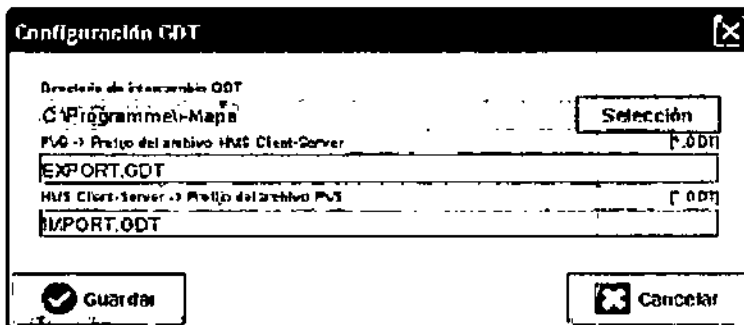 Configuración GDT
Directorio de intercambio GDT
C:\Programme\I-Mapa
Selección
PVS -> Prefijo del archivo HMS Client-Server [*.GDT]
EXPORT.GDT
HMS Client-Server -> Prefijo del archivo PVS [*.GDT]
IMPORT.GDT
Guardar
Cancelar